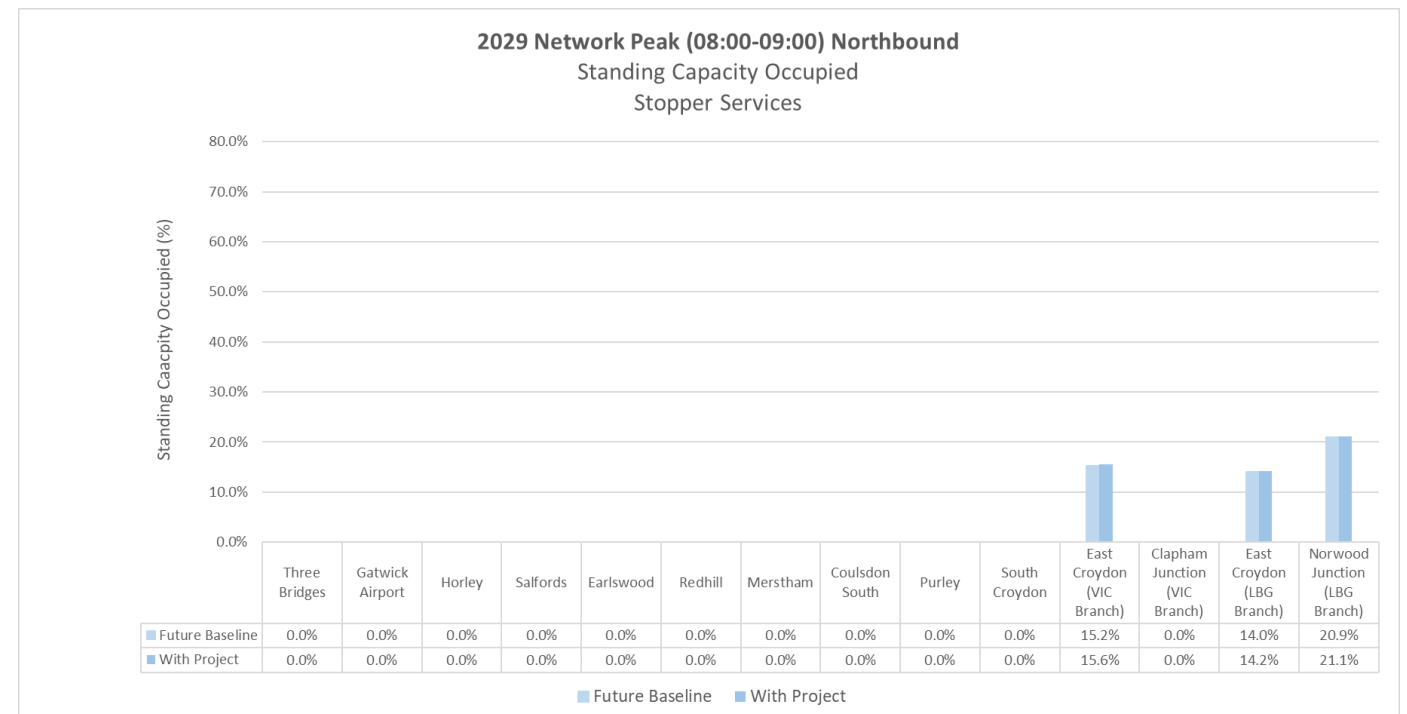 2029 Network Peak (08:00-09:00) Northbound
Standing Capacity Occupied
Stopper Services
Standing Caacpity Occupied (%)
80.0%
70.0%
60.0%
50.0%
40.0%
30.0%
20.0%
10.0%
0.0%
Three Bridges Gatwick Airport Horley Salfords Earlswood Redhill Merstham Coulsdon South Purley South Croydon East Croydon (VIC Branch) Clapham Junction (VIC Branch) East Croydon (LBG Branch) Norwood Junction (LBG Branch)
Future Baseline 0.0% 0.0% 0.0% 0.0% 0.0% 0.0% 0.0% 0.0% 0.0% 0.0% 15.2% 0.0% 14.0% 20.9%
With Project 0.0% 0.0% 0.0% 0.0% 0.0% 0.0% 0.0% 0.0% 0.0% 0.0% 15.6% 0.0% 14.2% 21.1%
Future Baseline With Project